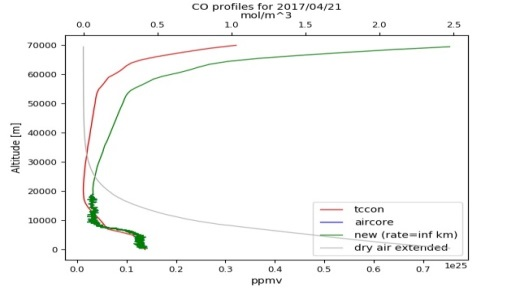 CO profiles for 2017/04/21
mol/m^3
0.0 0.5 1.0 1.5 2.0 2.5
70000
60000
50000
40000
30000
20000
10000
0
Altitude [m]
tccon
aircore
new (rate=inf km)
dry air extended
0.0 0.1 0.2 0.3 0.4 0.5 0.6 0.7
1e25
ppmv